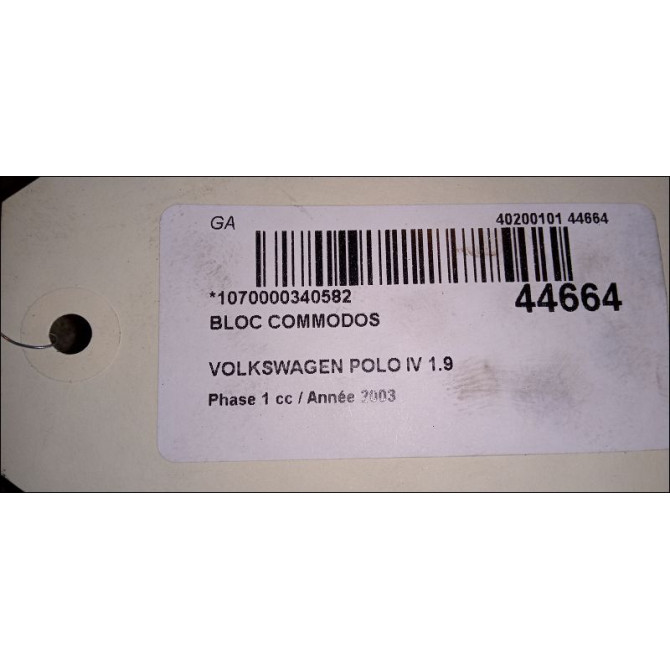 GA 40200101 44664
*1070000340582 44664
BLOC COMMODOS
VOLKSWAGEN POLO IV 1.9
Phase 1 cc / Année 2003